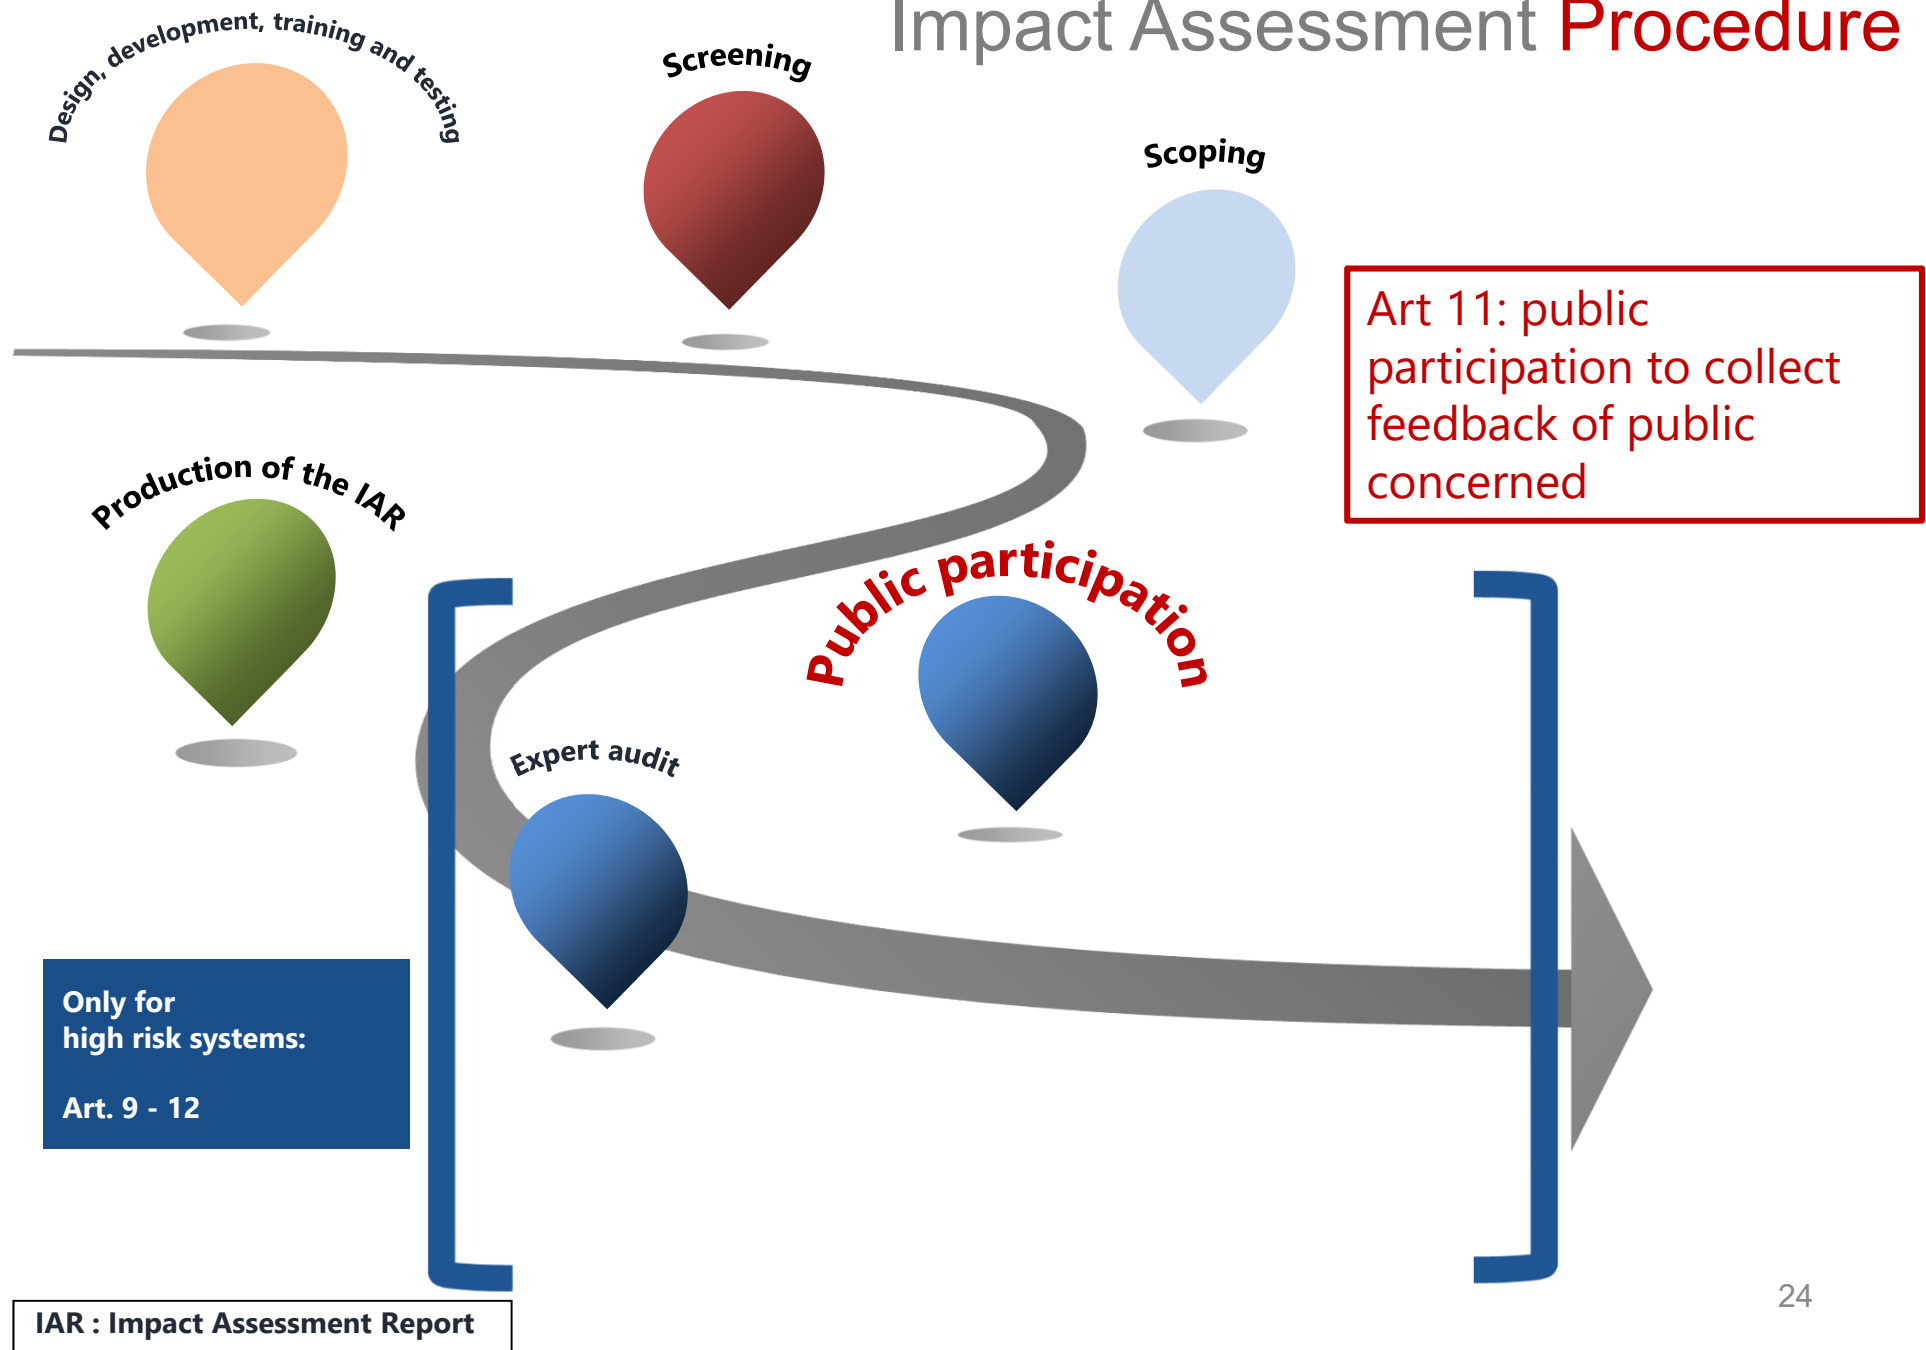 Impact Assessment Procedure
Design, development, training and testing
Screening
Scoping
Art 11: public
participation to collect
feedback of public
concerned
Production of the IAR
Public participation
Expert audit
Only for
high risk systems:
Art. 9 - 12
24
IAR : Impact Assessment Report